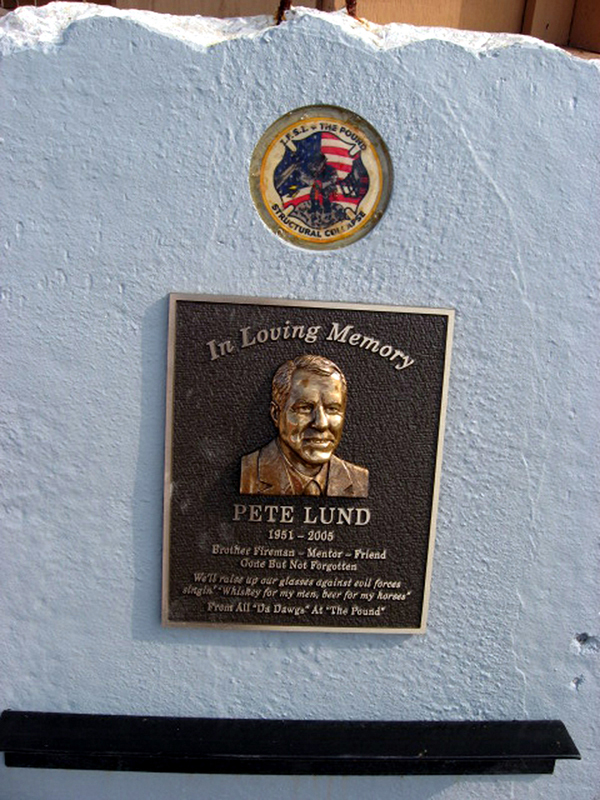 I.F.S.I. - THE POUND
STRUCTURAL COLLAPSE
In Loving Memory
PETE LUND
1951 – 2005
Brother Fireman – Mentor – Friend
Gone But Not Forgotten
We'll raise up our glasses against evil forces
singin' "Whiskey for my men, beer for my horses"
From All "Da Dawgs" At "The Pound"